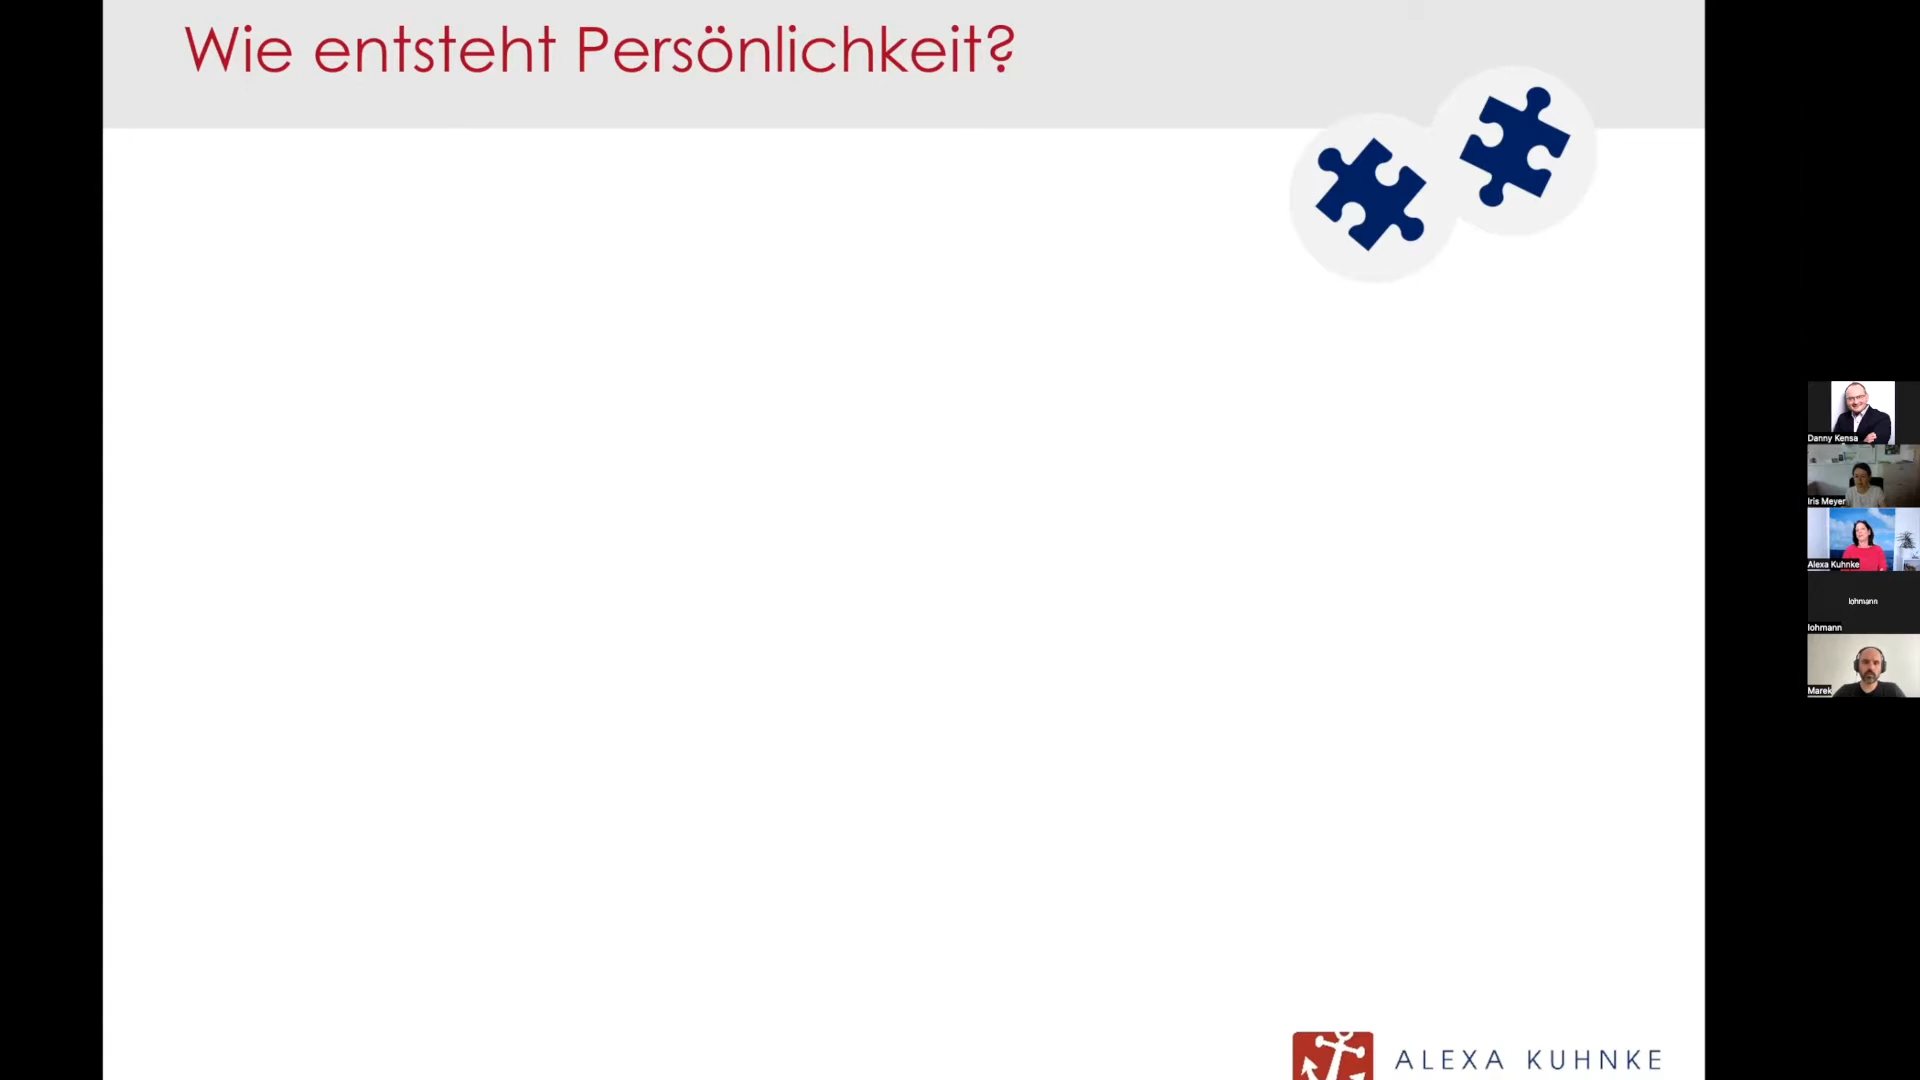 Wie entsteht Persönlichkeit?
Danny Kensa
Iris Meyer
Alexa Kuhnke
lohmann
lohmann
Marek
ALEXA KUHNKE